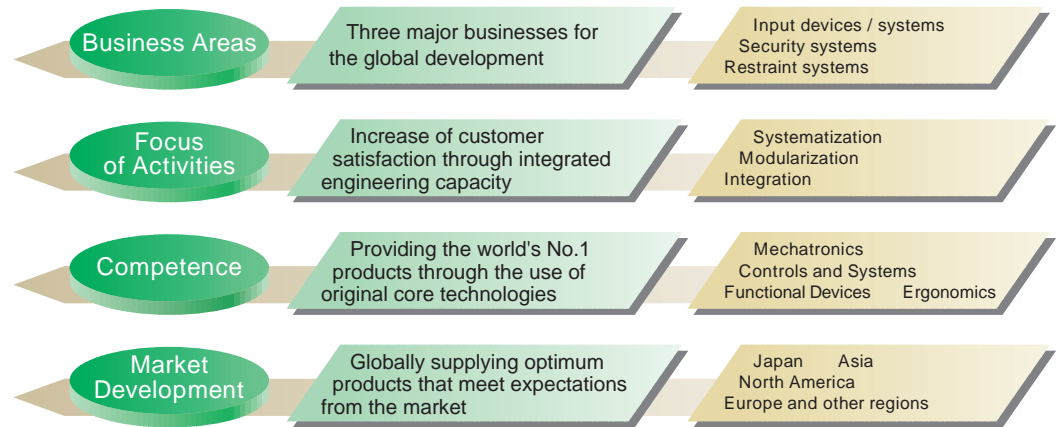 Business Areas
Three major businesses for
the global development
Input devices / systems
Security systems
Restraint systems
Focus
of Activities
Increase of customer
satisfaction through integrated
engineering capacity
Systematization
Modularization
Integration
Competence
Providing the world's No.1
products through the use of
original core technologies
Mechatronics
Controls and Systems
Functional Devices Ergonomics
Market
Development
Globally supplying optimum
products that meet expectations
from the market
Japan Asia
North America
Europe and other regions